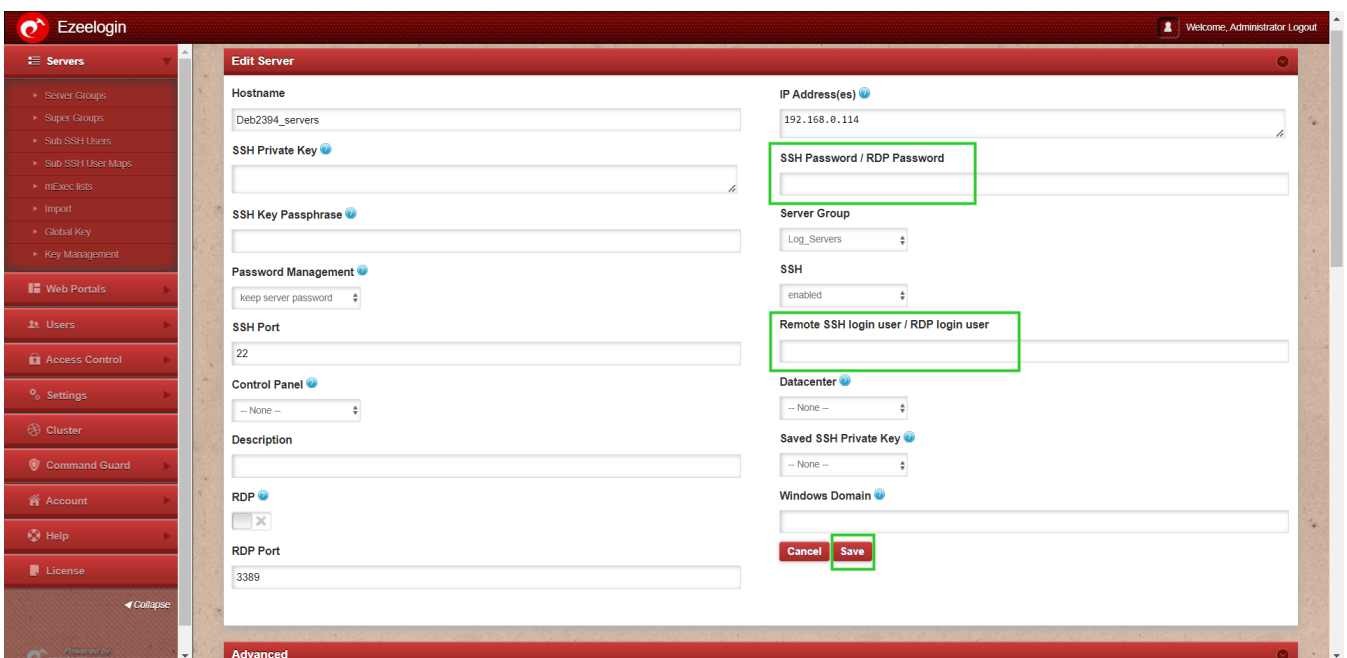 Ezeelogin
Welcome, Administrator Logout
Servers
Server Groups
Super Groups
Sub SSH Users
Sub SSH User Maps
mExec lists
Import
Global Key
Key Management
Web Portals
Users
Access Control
Settings
Cluster
Command Guard
Account
Help
License
Collapse
Powered by
Edit Server
Hostname
Deb2394_servers
SSH Private Key
SSH Key Passphrase
Password Management
keep server password
SSH Port
22
Control Panel
-- None --
Description
RDP
RDP Port
3389
IP Address(es)
192.168.0.114
SSH Password / RDP Password
Server Group
Log_Servers
SSH
enabled
Remote SSH login user / RDP login user
Datacenter
-- None --
Saved SSH Private Key
-- None --
Windows Domain
Cancel Save
Advanced